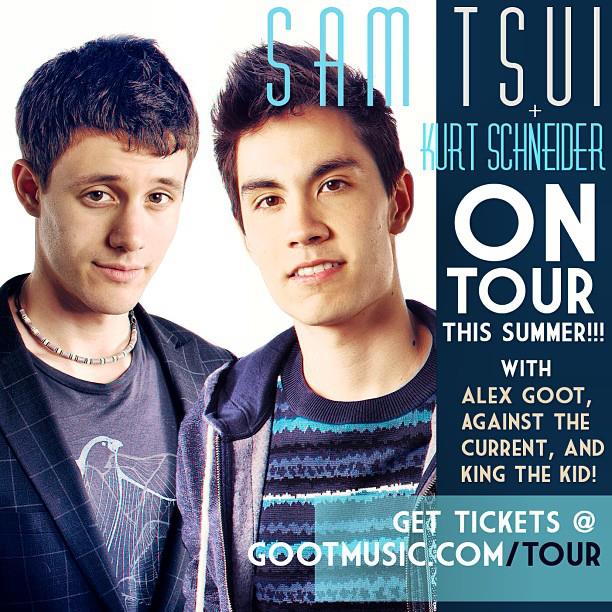 SAM TSUI
+
KURT SCHNEIDER
ON
TOUR
THIS SUMMER!!!
WITH
ALEX GOOT,
AGAINST THE
CURRENT, AND
KING THE KID!
GET TICKETS @
GOOTMUSIC.COM/TOUR